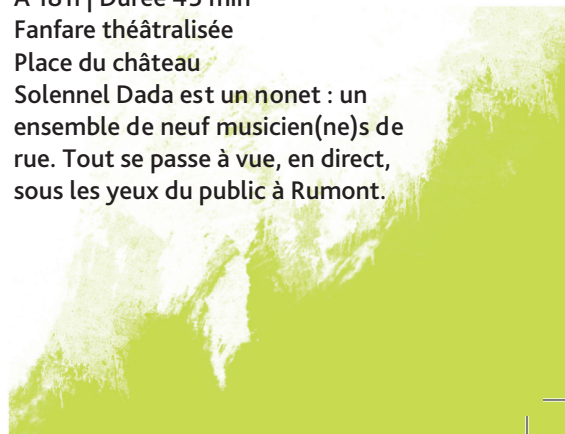 À 18 h | Durée 45 min
Fanfare théâtralisée
Place du château
Solennel Dada est un nonet : un
ensemble de neuf musicien(ne)s de
rue. Tout se passe à vue, en direct,
sous les yeux du public à Rumont.